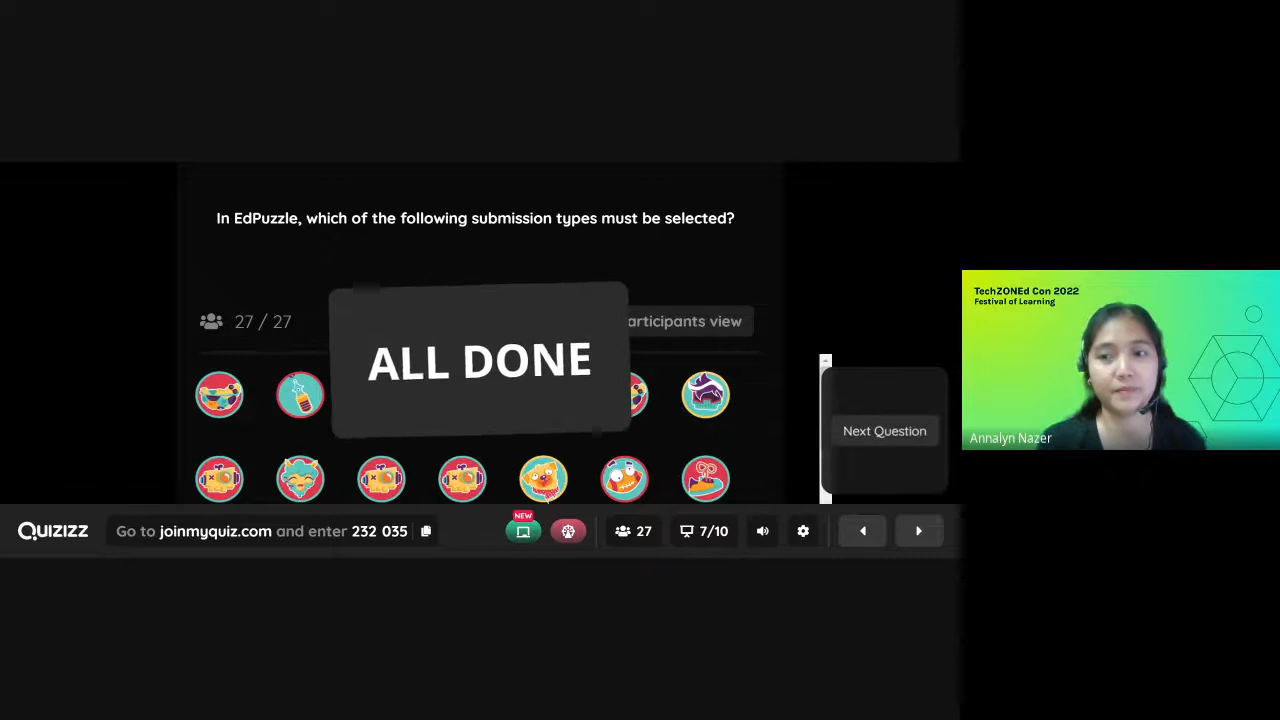 In EdPuzzle, which of the following submission types must be selected?
27 / 27
articipants view
ALL DONE
Next Question
TechZONEd Con 2022
Festival of Learning
Annalyn Nazer
QUIZIZZ
Go to joinmyquiz.com and enter 232 035
NEW
27
7/10